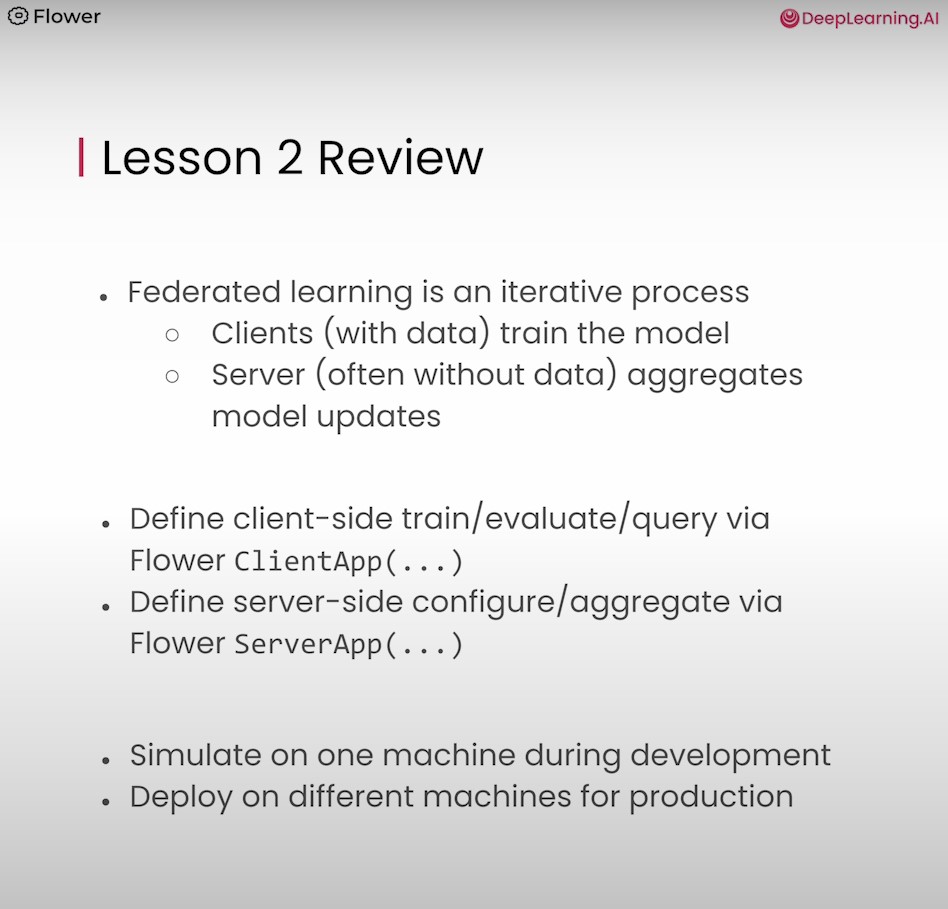 Flower
DeepLearning.AI
Lesson 2 Review
• Federated learning is an iterative process
○ Clients (with data) train the model
○ Server (often without data) aggregates
model updates
• Define client-side train/evaluate/query via
Flower ClientApp(...)
• Define server-side configure/aggregate via
Flower ServerApp(...)
• Simulate on one machine during development
• Deploy on different machines for production